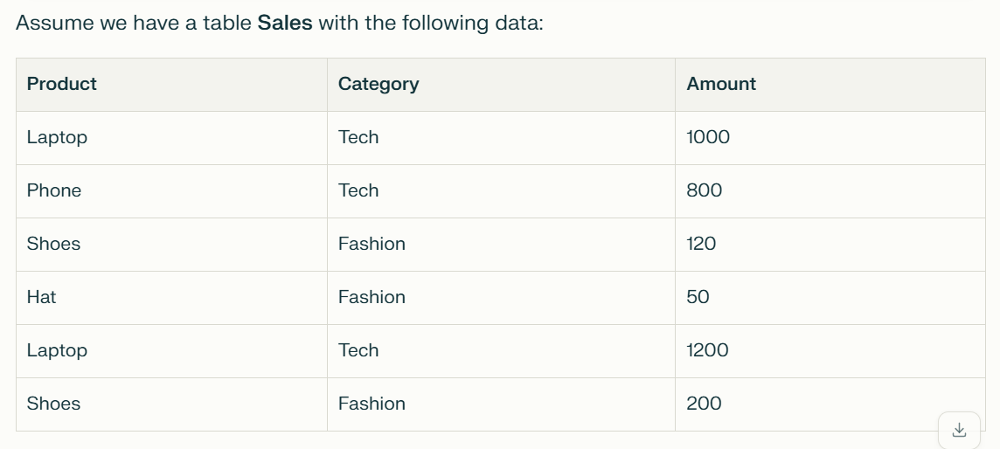 Assume we have a table Sales with the following data:
Product Category Amount
Laptop Tech 1000
Phone Tech 800
Shoes Fashion 120
Hat Fashion 50
Laptop Tech 1200
Shoes Fashion 200